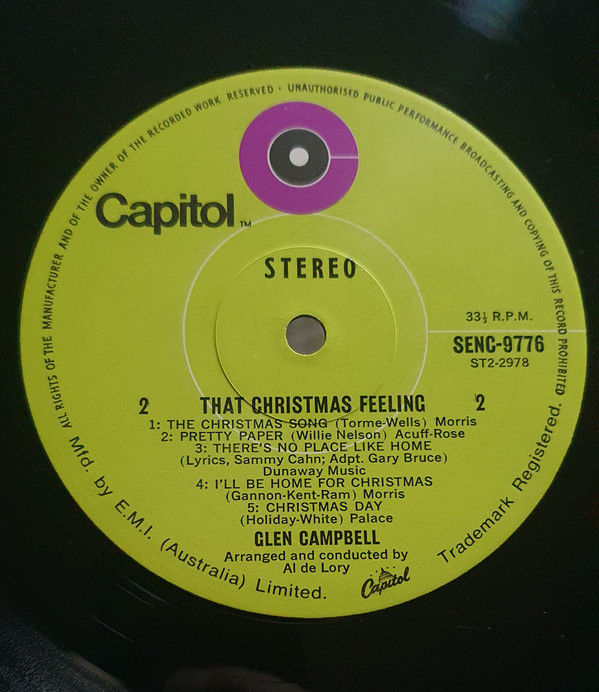 ALL RIGHTS OF THE MANUFACTURER AND OF THE OWNER OF THE RECORDED WORK RESERVED · UNAUTHORISED PUBLIC PERFORMANCE BROADCASTING AND COPYING OF THIS RECORD PROHIBITED
Capitol™
STEREO
33⅓ R.P.M.
SENC-9776
ST2-2978
2 THAT CHRISTMAS FEELING 2
1: THE CHRISTMAS SONG (Torme-Wells) Morris
2: PRETTY PAPER (Willie Nelson) Acuff-Rose
3: THERE'S NO PLACE LIKE HOME
(Lyrics, Sammy Cahn; Adpt. Gary Bruce)
Dunaway Music
4: I'LL BE HOME FOR CHRISTMAS
(Gannon-Kent-Ram) Morris
5: CHRISTMAS DAY
(Holiday-White) Palace
GLEN CAMPBELL
Arranged and conducted by
Al de Lory
Capitol
Mfd. by E.M.I. (Australia) Limited.
Trademark Registered.